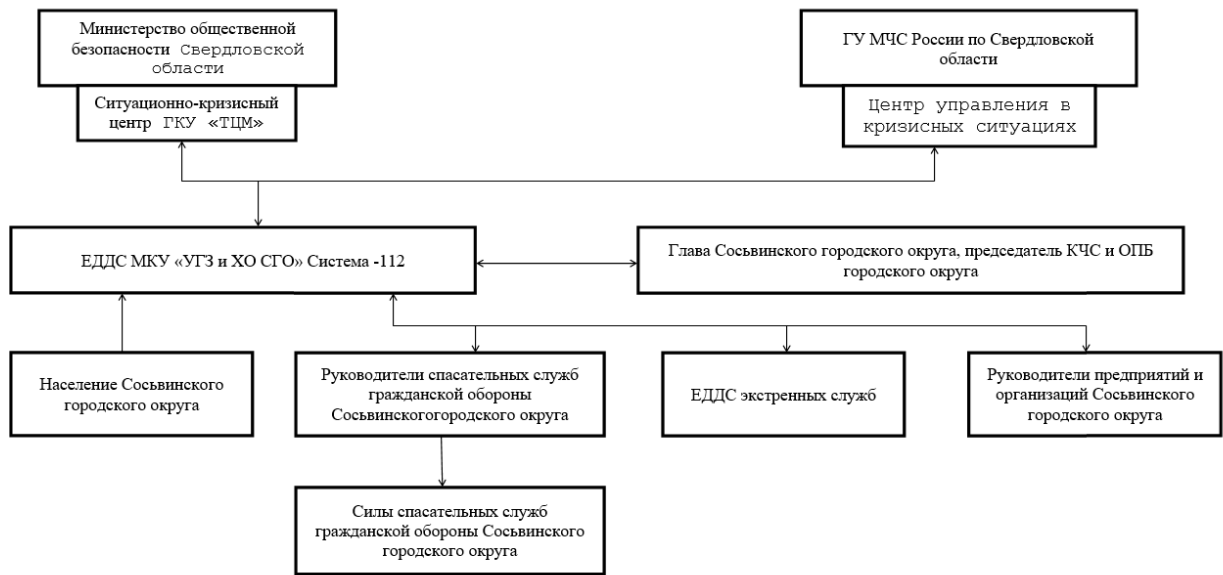 Министерство общественной
безопасности Свердловской
области
Ситуационно-кризисный
центр ГКУ «ТЦМ»
ГУ МЧС России по Свердловской
области
Центр управления в
кризисных ситуациях
ЕДДС МКУ «УГЗ и ХО СГО» Система -112
Глава Сосьвинского городского округа, председатель КЧС и ОПБ
городского округа
Население Сосьвинского
городского округа
Руководители спасательных служб
гражданской обороны
Сосьвинскогогородского округа
ЕДДС экстренных служб
Руководители предприятий и
организаций Сосьвинского
городского округа
Силы спасательных служб
гражданской обороны Сосьвинского
городского округа